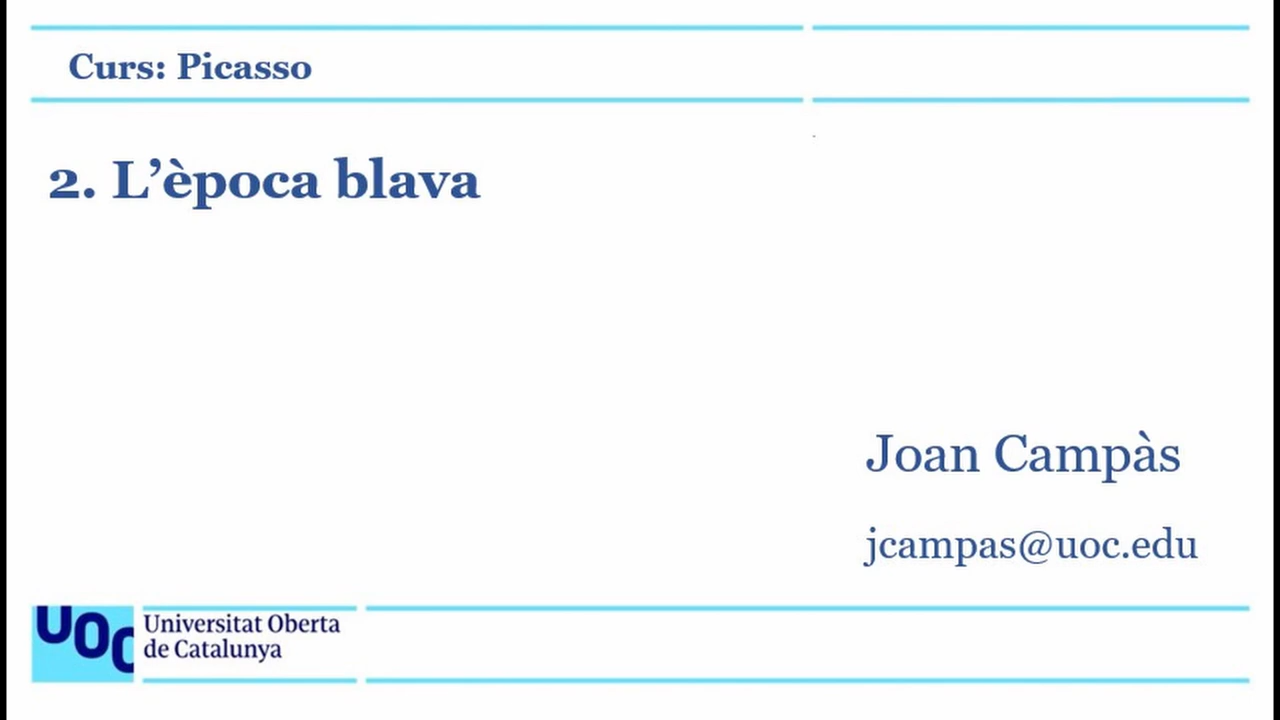 Curs: Picasso
2. L’època blava
Joan Campàs
jcampas@uoc.edu
UOC
Universitat Oberta
de Catalunya